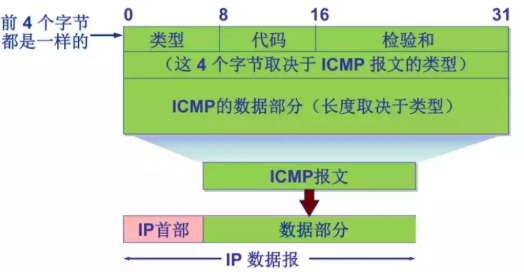 0 8 16 31
前 4 个字节
都是一样的
类型 代码 检验和
（这 4 个字节取决于 ICMP 报文的类型）
ICMP的数据部分（长度取决于类型）
ICMP报文
IP首部 数据部分
IP 数据报